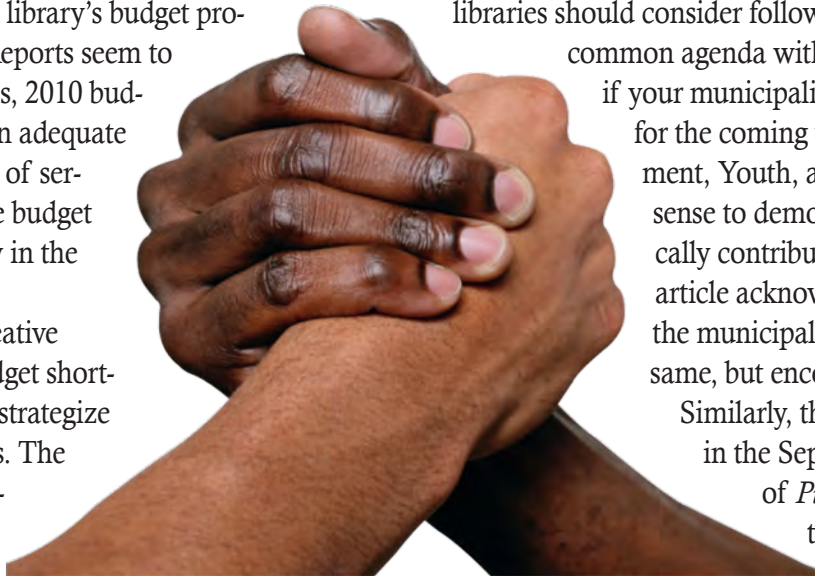 library’s budget pro-
eports seem to
s, 2010 bud-
n adequate
of ser-
e budget
y in the
eative
dget short-
strategize
s. The
-
libraries should consider follow
common agenda with
if your municipali
for the coming
ment, Youth, a
sense to demo
cally contribu
article acknow
the municipal
same, but enco
Similarly, th
in the Sep
of P
t